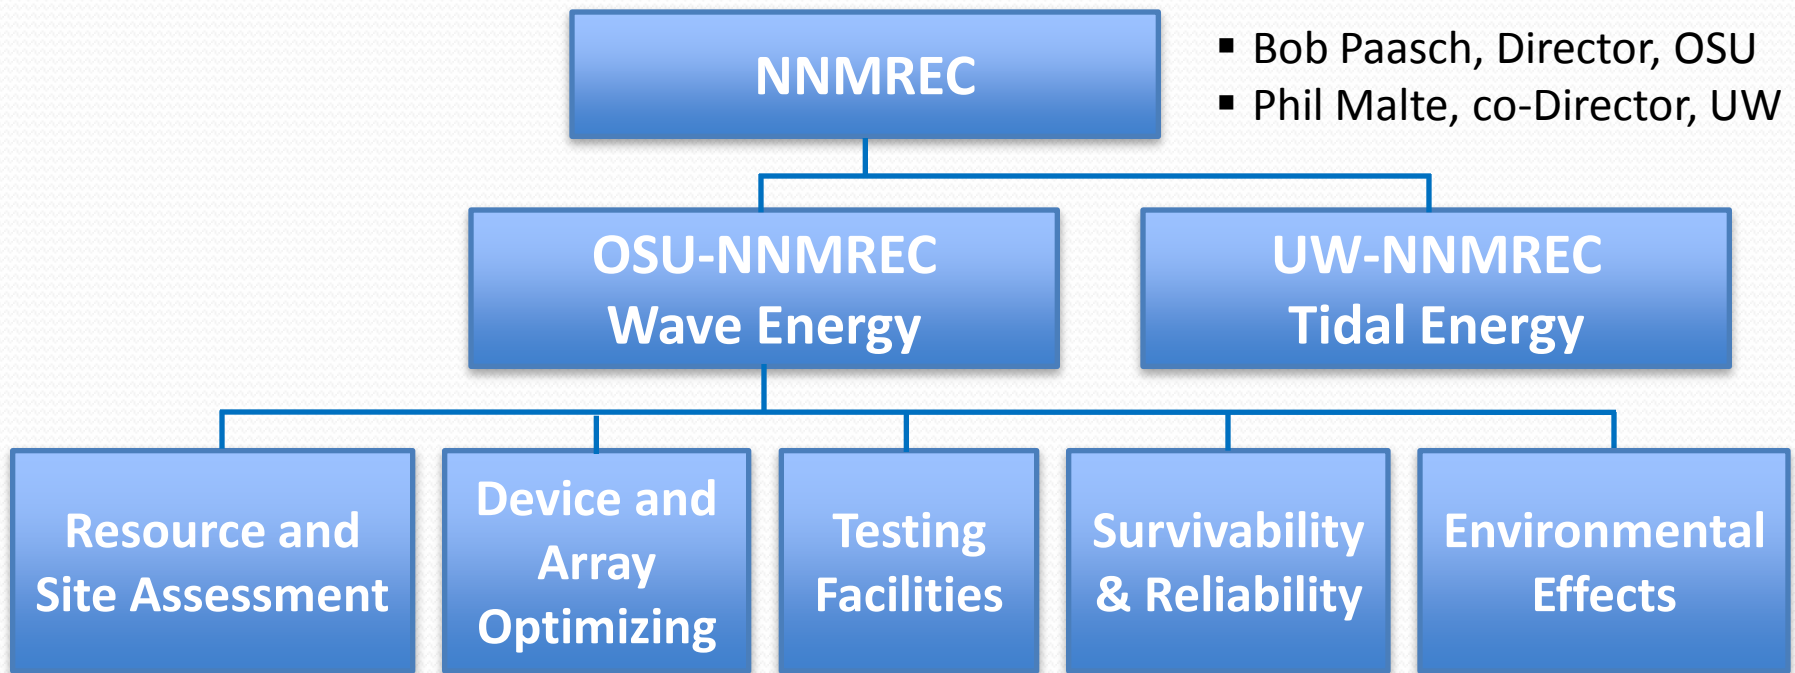 NNMREC
▪ Bob Paasch, Director, OSU
▪ Phil Malte, co-Director, UW
OSU-NNMREC
Wave Energy
UW-NNMREC
Tidal Energy
Resource and
Site Assessment
Device and
Array
Optimizing
Testing
Facilities
Survivability
& Reliability
Environmental
Effects